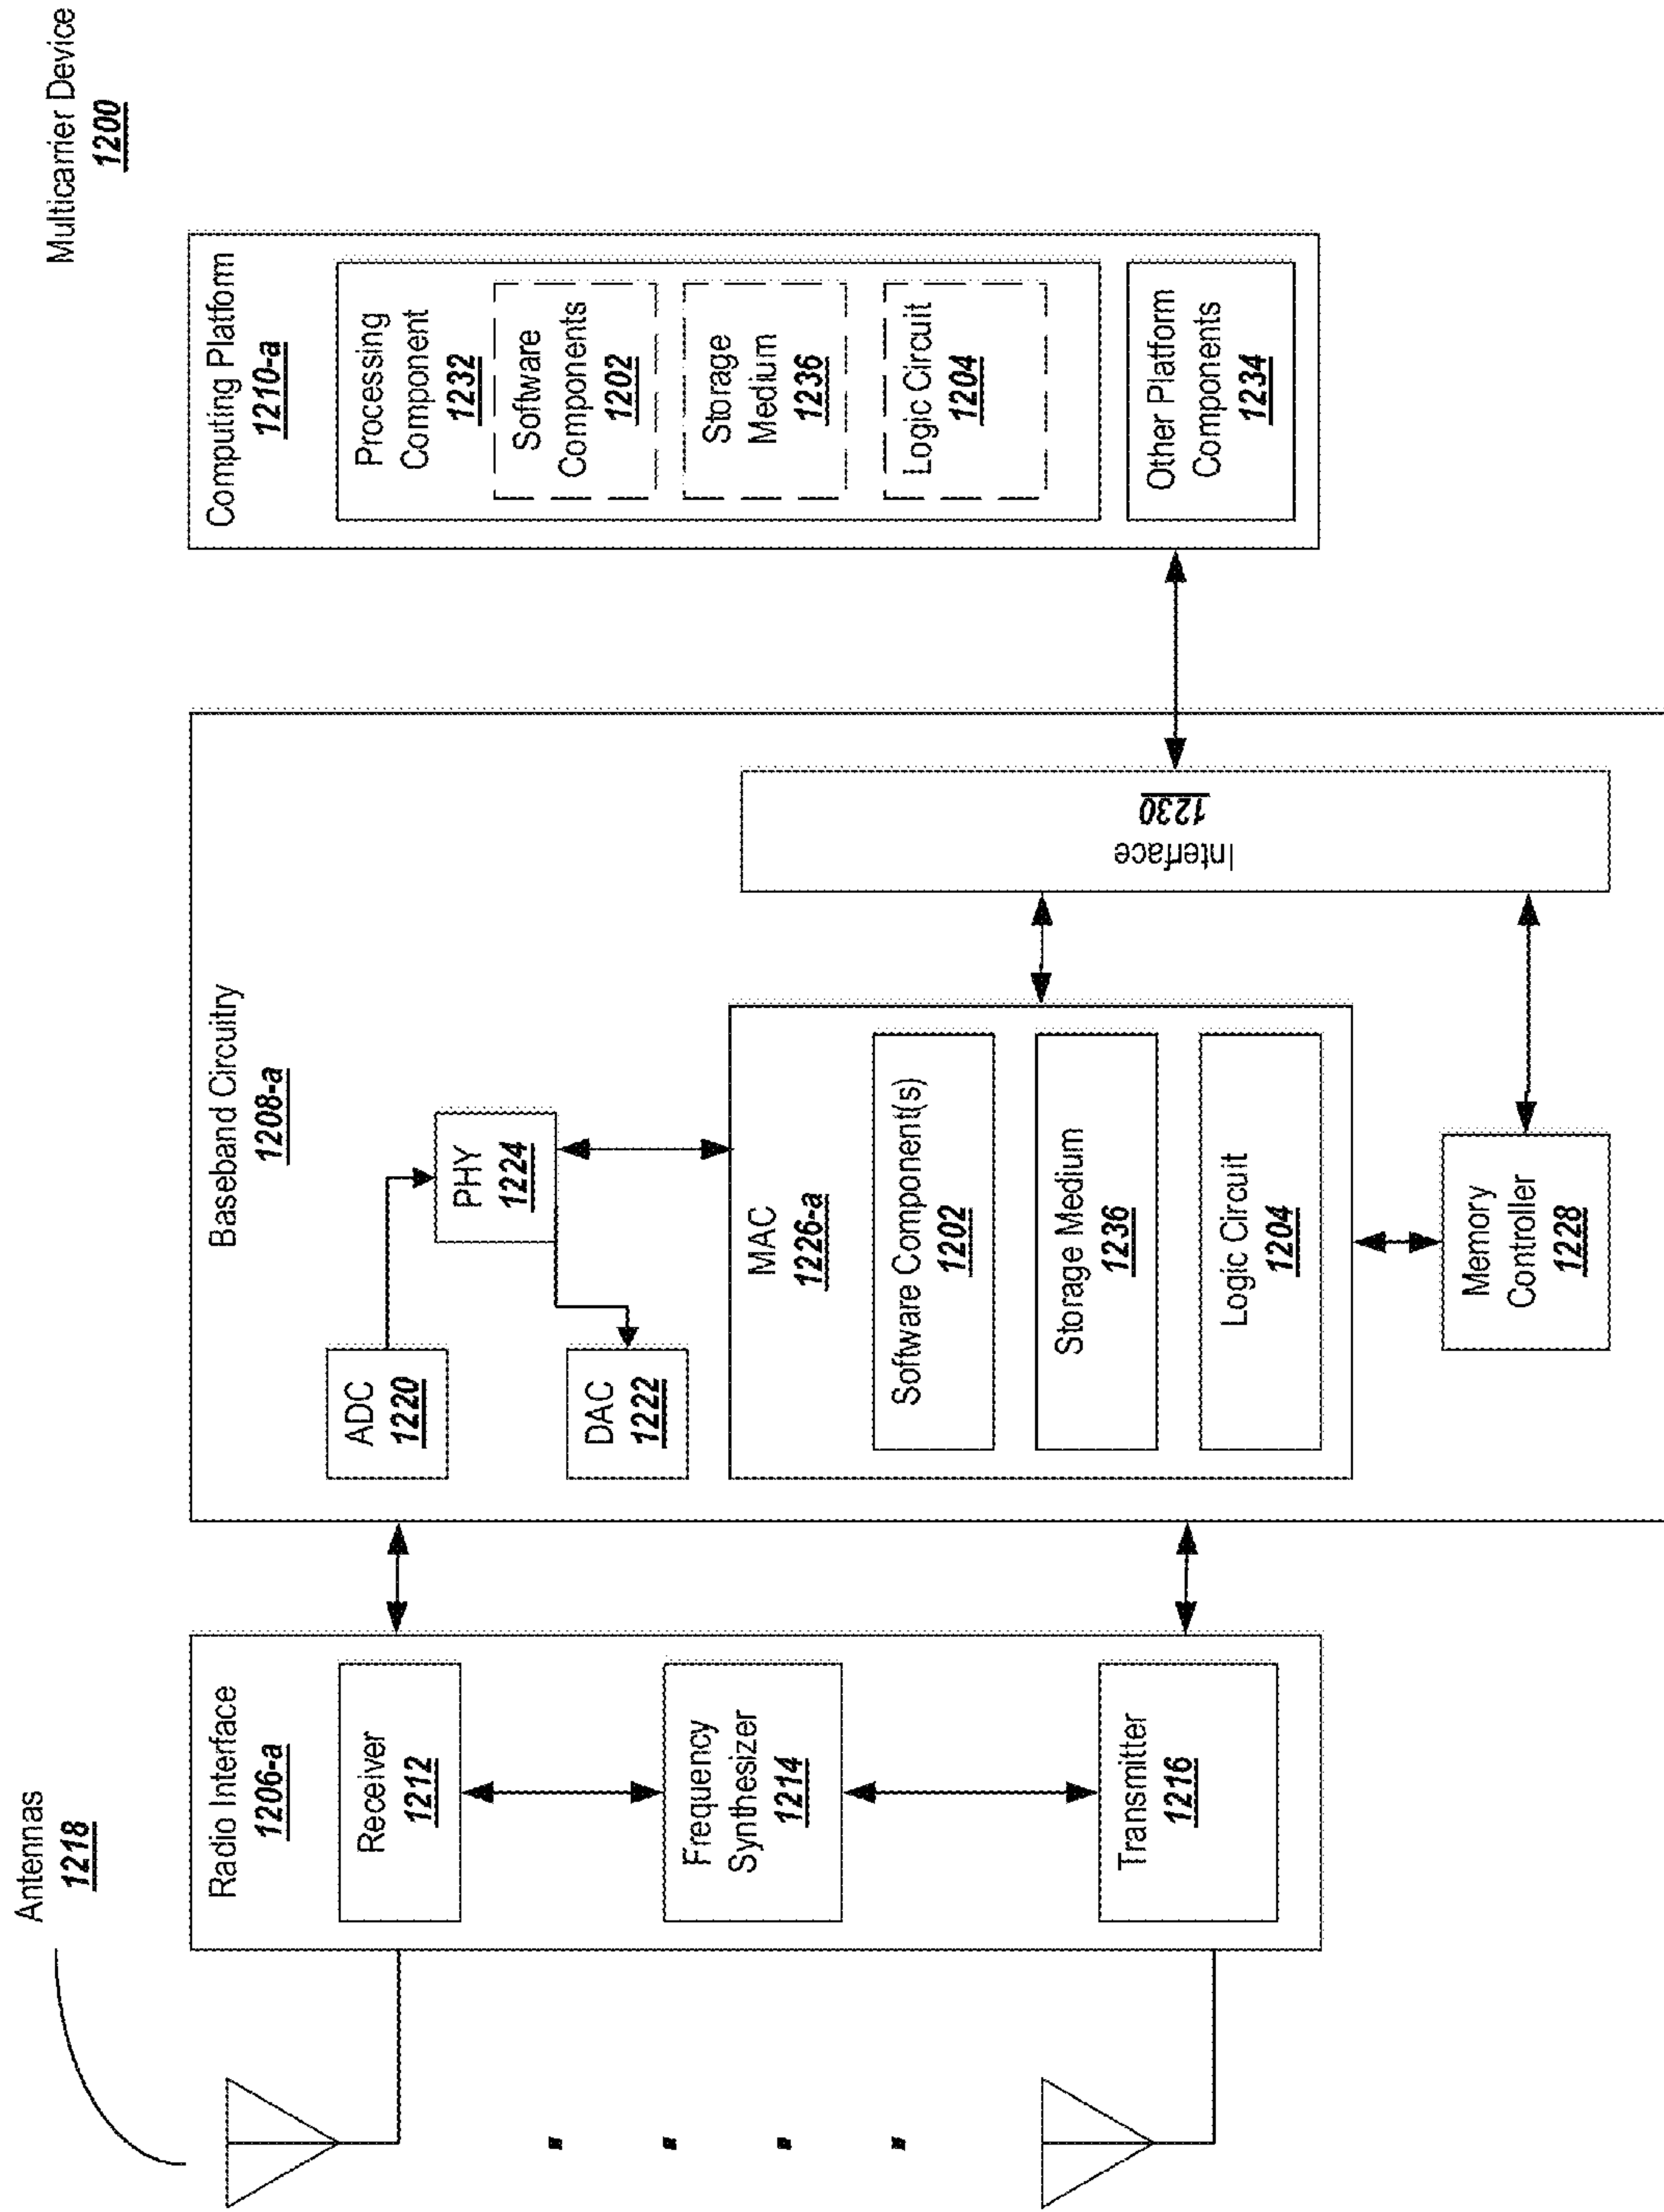 Multicarrier Device
1200
Antennas
1218
Radio Interface
1206-a
Receiver
1212
Frequency
Synthesizer
1214
Transmitter
1216
Baseband Circuitry
1208-a
ADC
1220
PHY
1224
DAC
1222
MAC
1226-a
Software Component(s)
1202
Storage Medium
1236
Logic Circuit
1204
Memory
Controller
1228
Interface
1230
Computing Platform
1210-a
Processing
Component
1232
Software
Components
1202
Storage
Medium
1236
Logic Circuit
1204
Other Platform
Components
1234